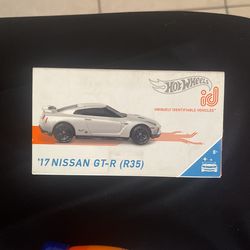 Hot Wheels
id
UNIQUELY IDENTIFIABLE VEHICLES
'17 NISSAN GT-R (R35)